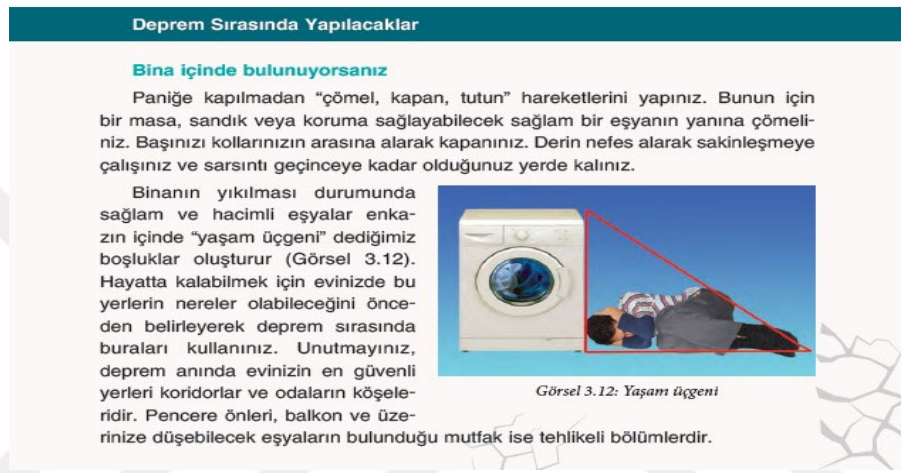 Deprem Sırasında Yapılacaklar
Bina içinde bulunuyorsanız
Paniğe kapılmadan “çömel, kapan, tutun” hareketlerini yapınız. Bunun için
bir masa, sandık veya koruma sağlayabilecek sağlam bir eşyanın yanına çömeli-
niz. Başınızı kollarınızın arasına alarak kapanınız. Derin nefes alarak sakinleşmeye
çalışınız ve sarsıntı geçinceye kadar olduğunuz yerde kalınız.
Binanın yıkılması durumunda
sağlam ve hacimli eşyalar enka-
zın içinde “yaşam üçgeni” dediğimiz
boşluklar oluşturur (Görsel 3.12).
Hayatta kalabilmek için evinizde bu
yerlerin nereler olabileceğini önce-
den belirleyerek deprem sırasında
buraları kullanınız. Unutmayınız,
deprem anında evinizin en güvenli
yerleri koridorlar ve odaların köşele-
ridir. Pencere önleri, balkon ve üze-
rinize düşebilecek eşyaların bulunduğu mutfak ise tehlikeli bölümlerdir.
Görsel 3.12: Yaşam üçgeni